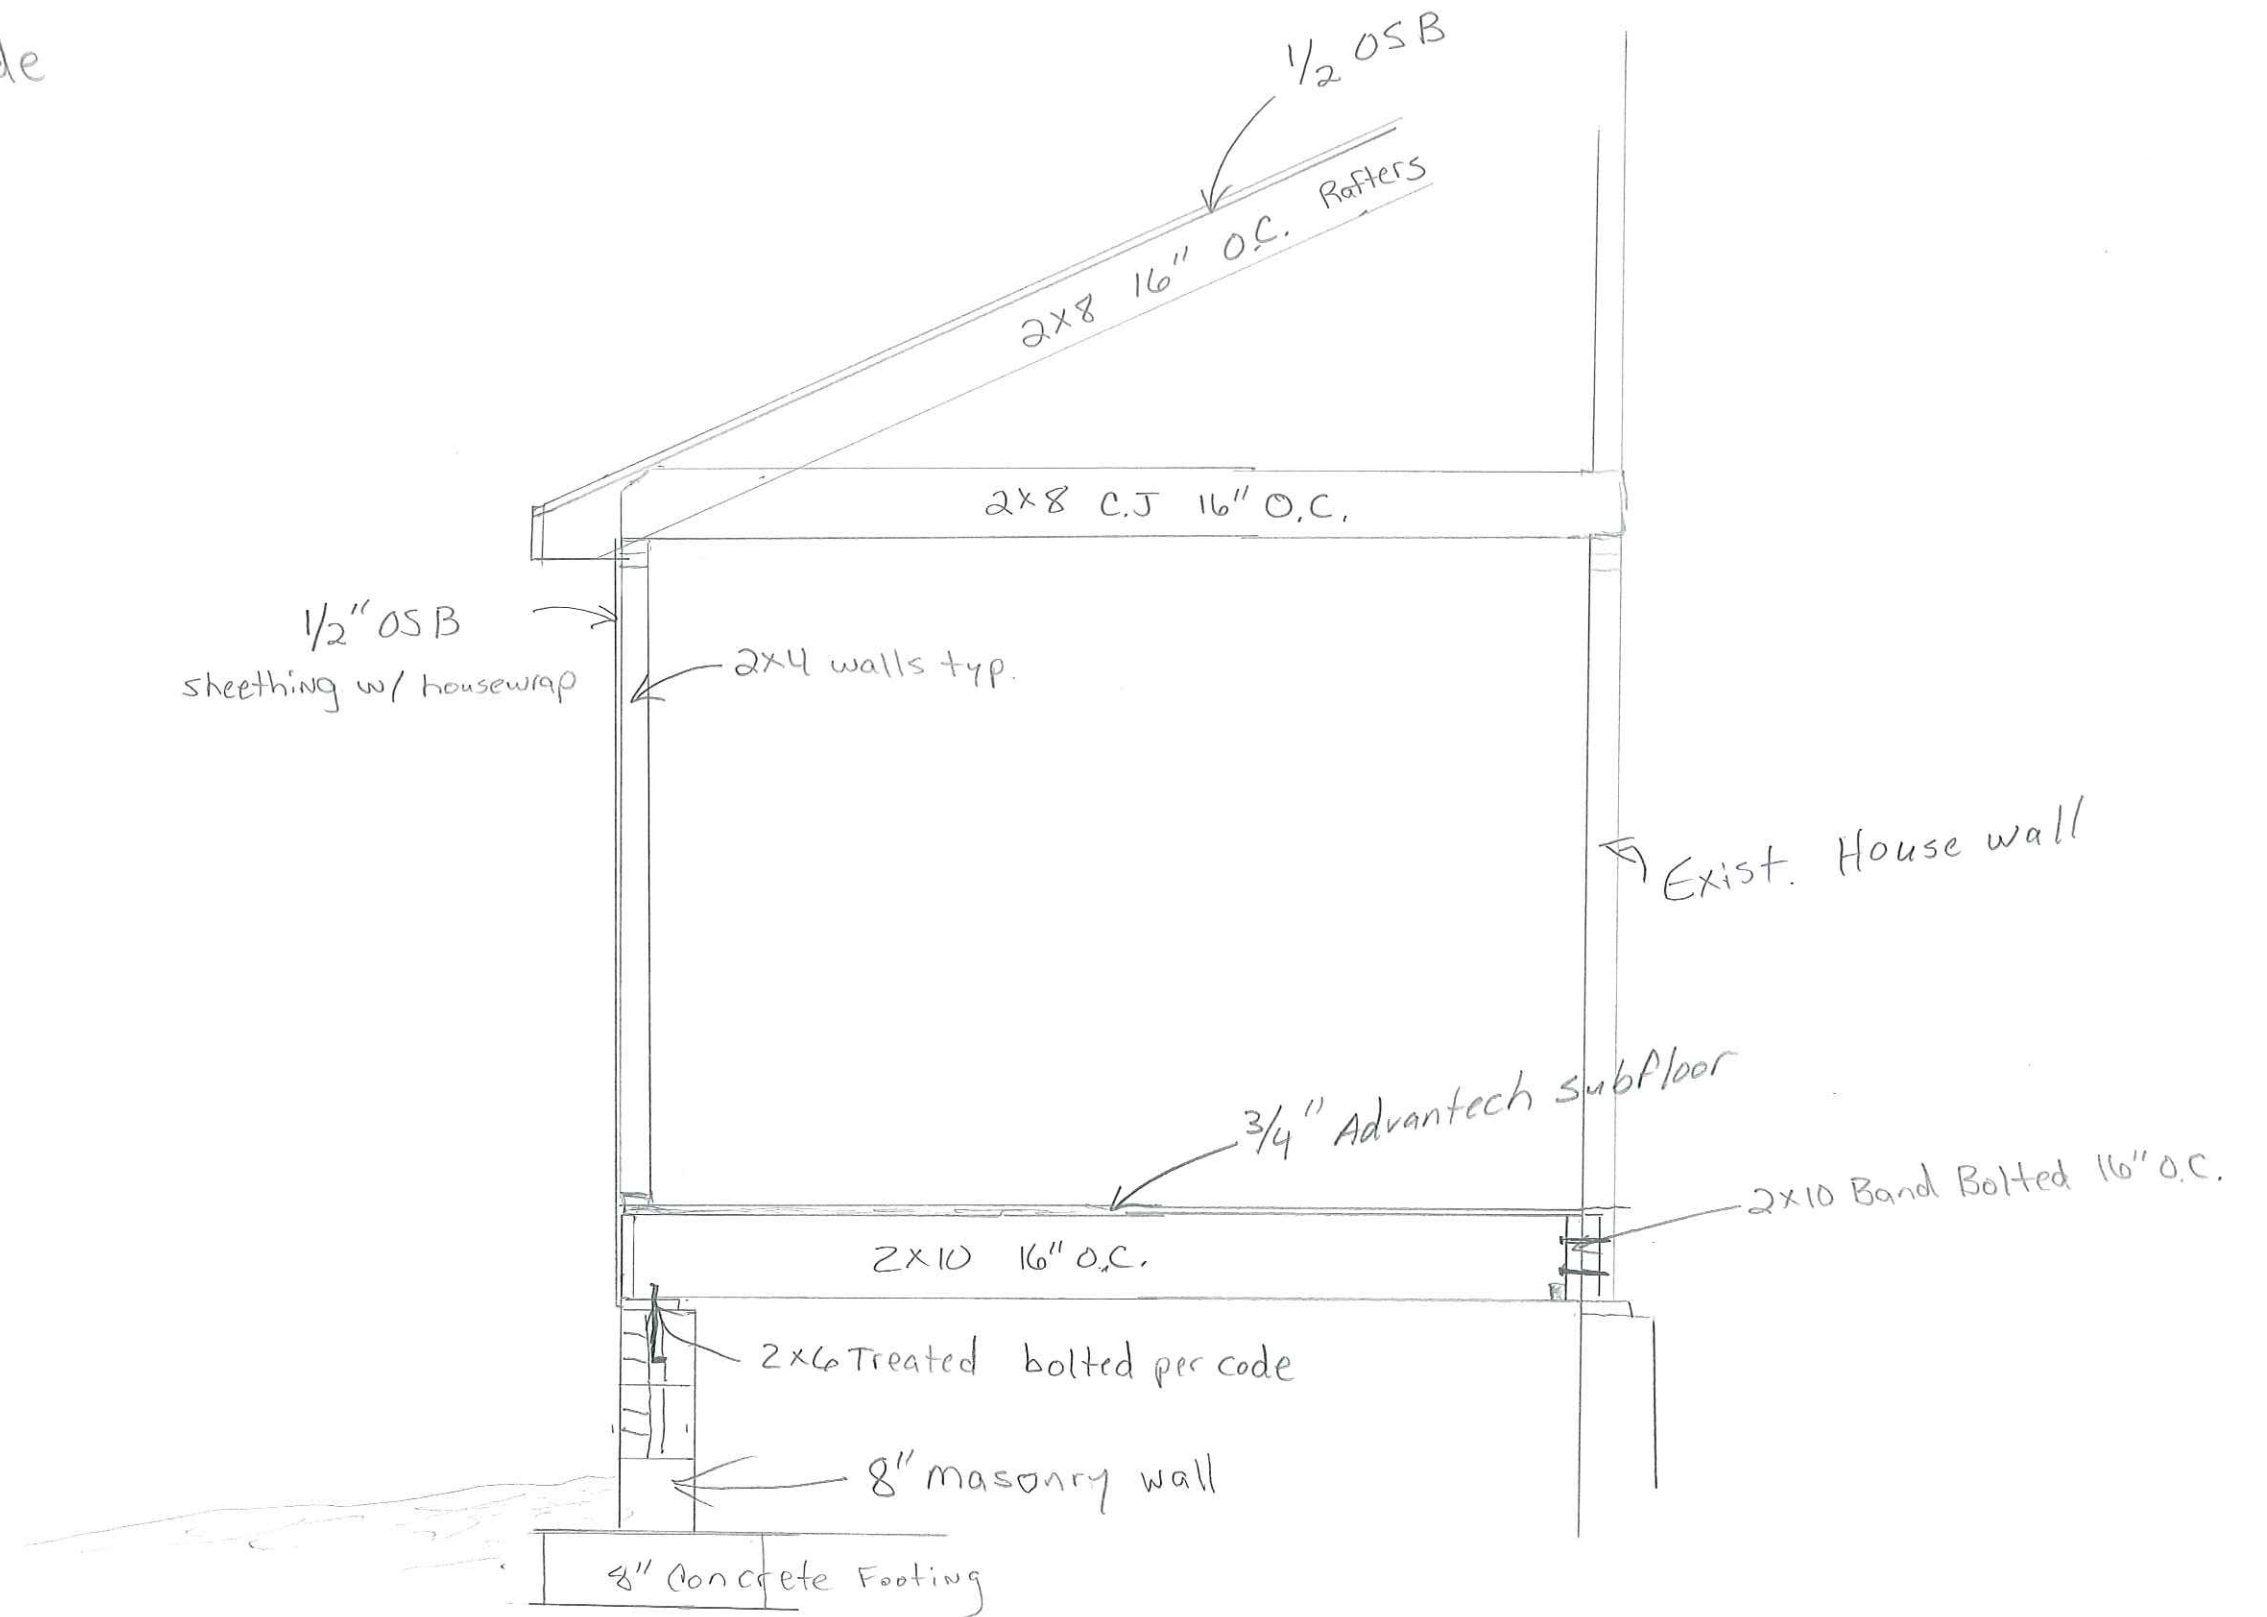 1/2 OSB
2x8 16" O.C. Rafters
2x8 C.J 16" O.C.
1/2" OSB
sheething w/ housewrap
2x4 walls typ.
Exist. House wall
3/4" Advantech subfloor
2x10 Band Bolted 16" O.C.
2x10 16" O.C.
2x6 Treated bolted per code
8" masonry wall
8" Concrete Footing